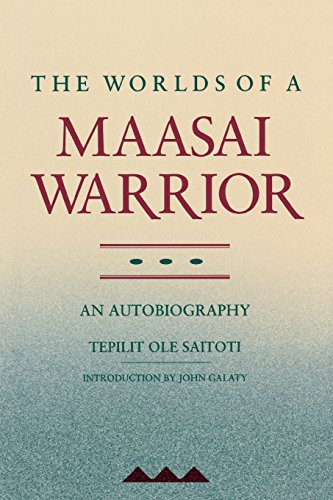 THE WORLDS OF A
MAASAI
WARRIOR
AN AUTOBIOGRAPHY
TEPILIT OLE SAITOTI
INTRODUCTION BY JOHN GALATY